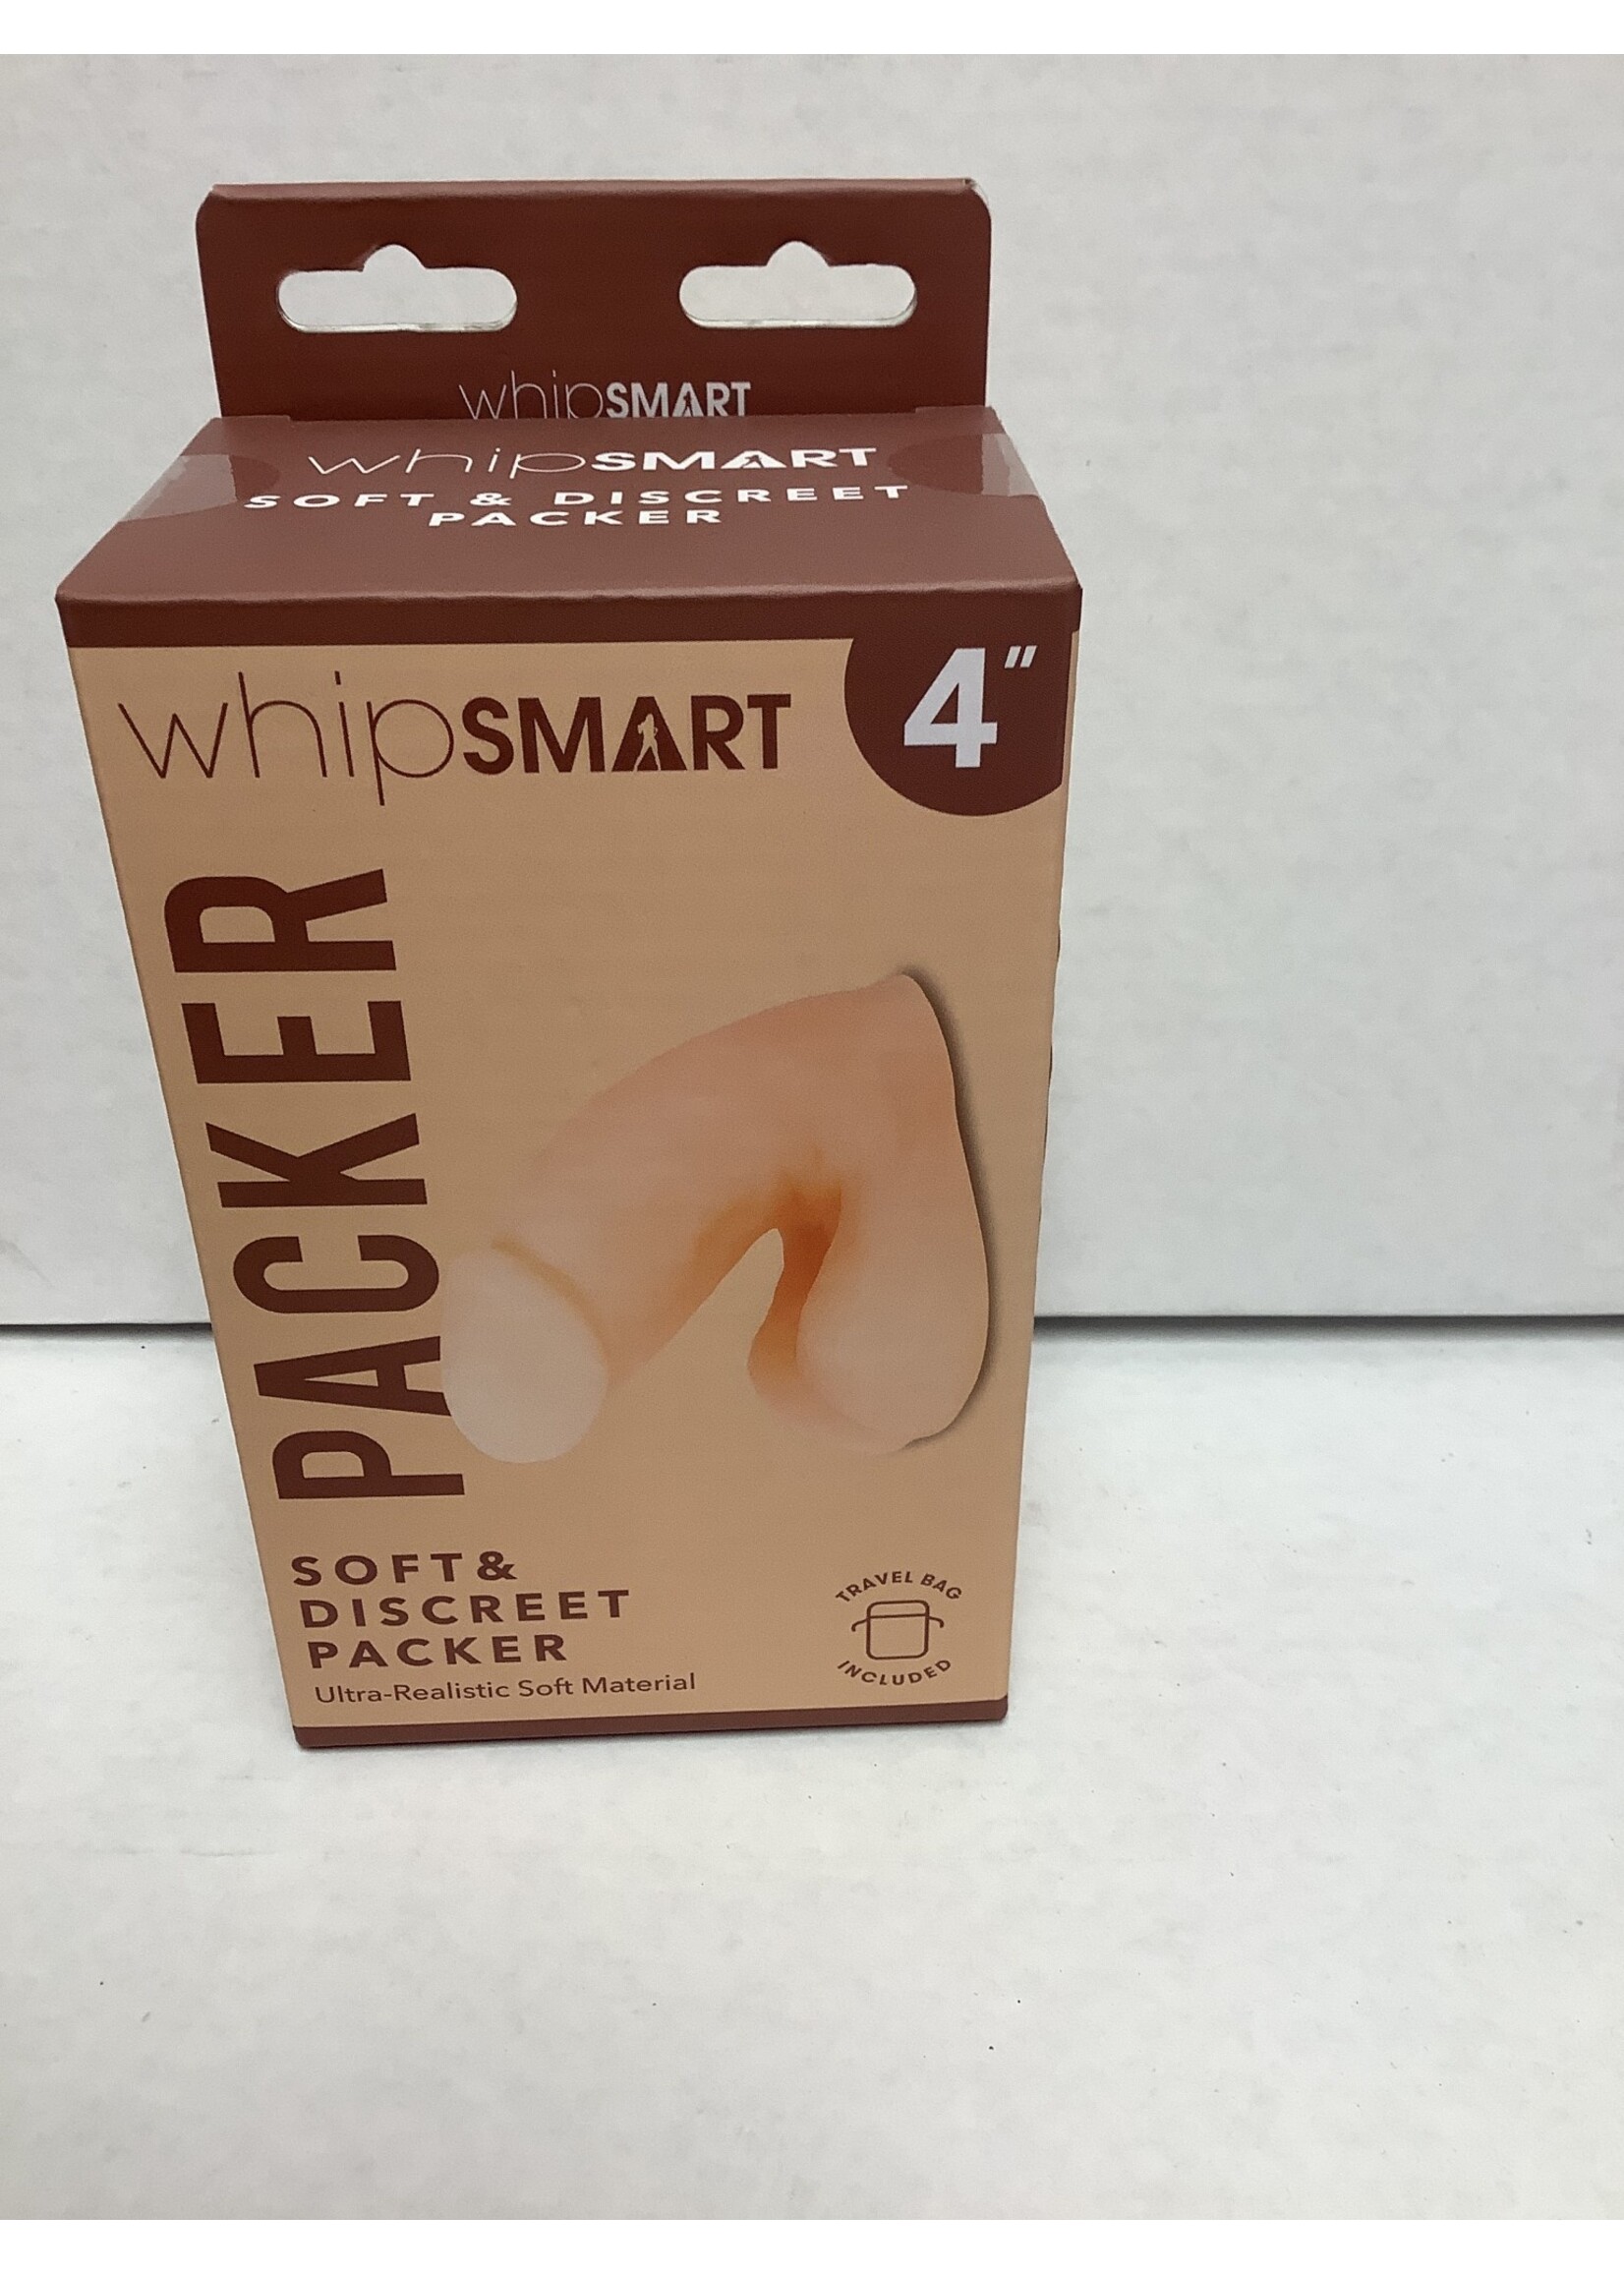 whipSMART
whipSMART
SOFT & DISCREET
PACKER
whipSMART
4"
PACKER
SOFT &
DISCREET
PACKER
Ultra-Realistic Soft Material
TRAVEL BAG
INCLUDED